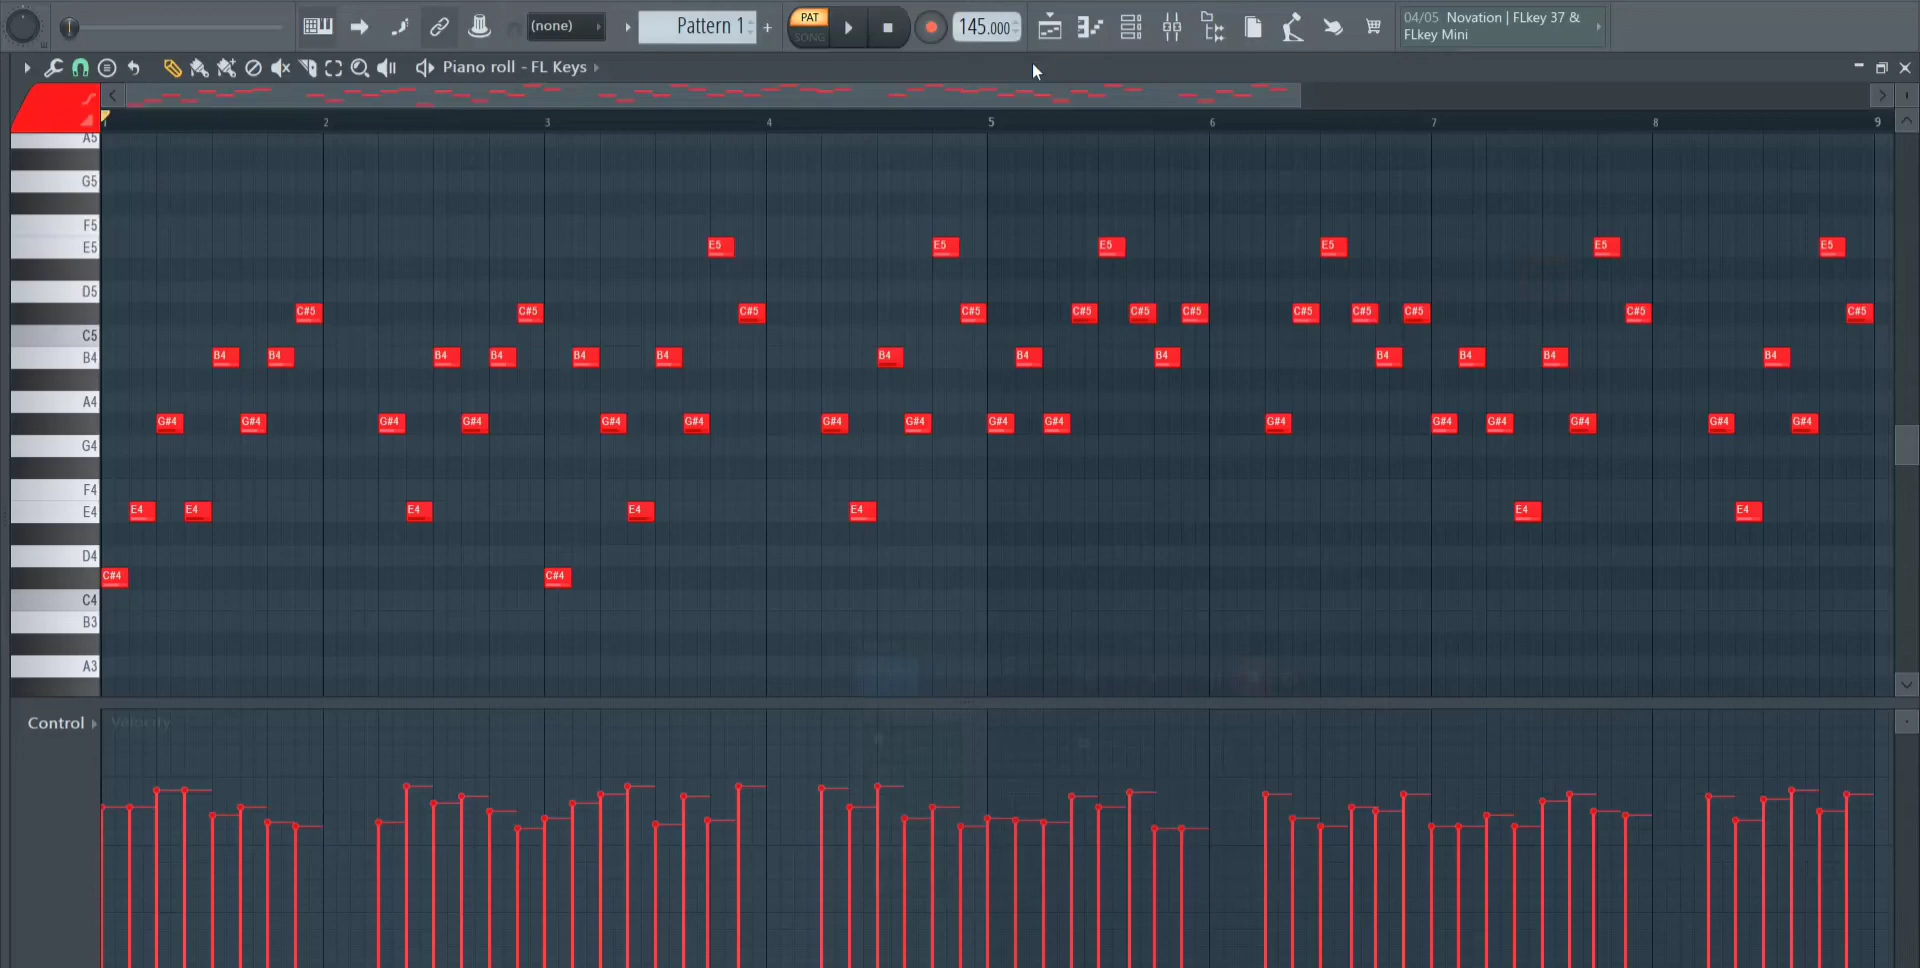 (none)
Pattern 1
+
PAT
SONG
145.000
04/05 Novation | FLkey 37 &
FLkey Mini
Piano roll - FL Keys
1 2 3 4 5 6 7 8 9
A5
G5
F5
E5 E5 E5 E5 E5 E5 E5
D5
C#5 C#5 C#5 C#5 C#5 C#5 C#5 C#5 C#5 C#5 C#5 C#5
C5
B4 B4 B4 B4 B4 B4 B4 B4 B4 B4 B4 B4 B4 B4
A4
G#4 G#4 G#4 G#4 G#4 G#4 G#4 G#4 G#4 G#4 G#4 G#4 G#4 G#4 G#4 G#4
G4
F4
E4 E4 E4 E4 E4 E4 E4 E4
D4
C#4 C#4
C4
B3
A3
Control Velocity